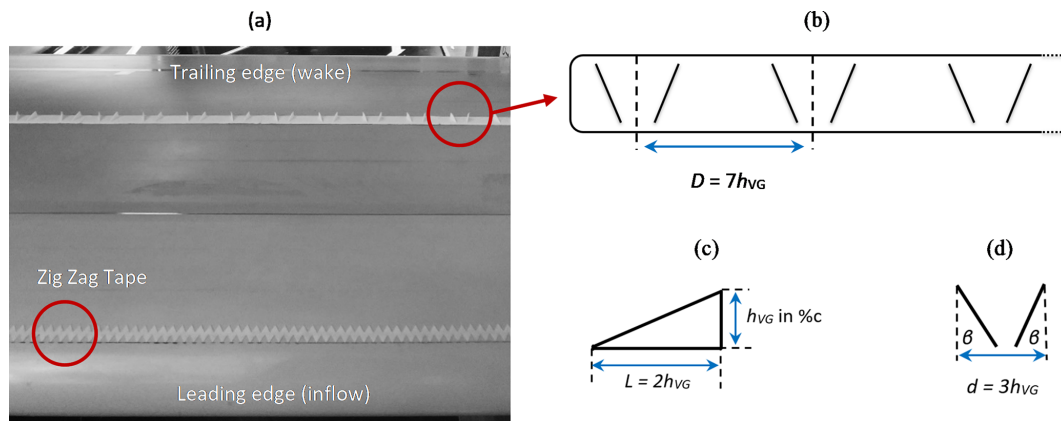 (a)
Trailing edge (wake)
Zig Zag Tape
Leading edge (inflow)
(b)
D = 7hVG
(c)
hVG in %c
L = 2hVG
(d)
β β
d = 3hVG